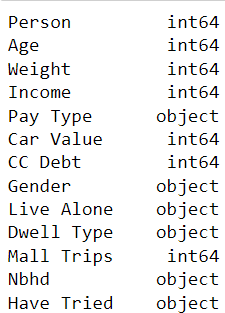 Person int64
Age int64
Weight int64
Income int64
Pay Type object
Car Value int64
CC Debt int64
Gender object
Live Alone object
Dwell Type object
Mall Trips int64
Nbhd object
Have Tried object